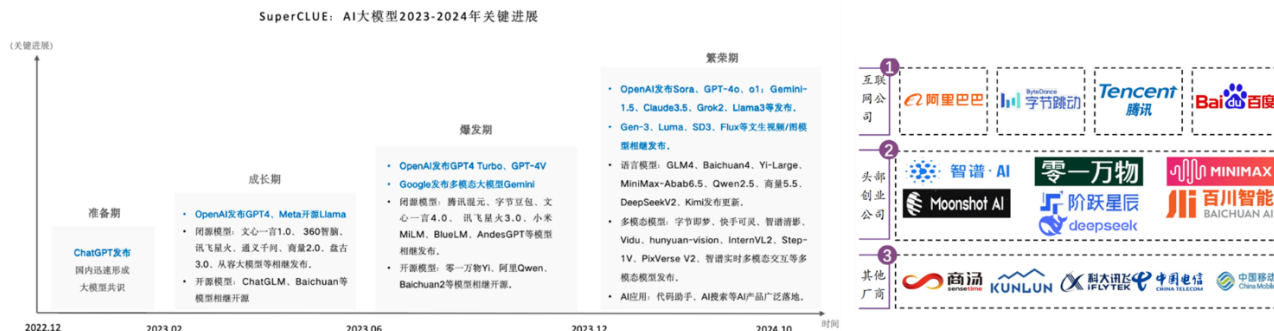 SuperCLUE: AI大模型2023-2024年关键进展
(关键进展)
准备期
ChatGPT发布
国内迅速形成
大模型共识
成长期
• OpenAI发布GPT4、Meta开源Llama
• 闭源模型：文心一言1.0、 360智脑、
讯飞星火、通义千问、商量2.0、盘古
3.0、从容大模型等相继发布。
• 开源模型：ChatGLM、Baichuan等
模型相继开源
爆发期
• OpenAI发布GPT4 Turbo、GPT-4V
• Google发布多模态大模型Gemini
• 闭源模型：腾讯混元、字节豆包、文
心一言4.0、 讯飞星火3.0、小米
MiLM、BlueLM、AndesGPT等模型
相继发布。
• 开源模型：零一万物Yi、阿里Qwen、
Baichuan2等模型相继开源。
繁荣期
• OpenAI发布Sora、GPT-4o、o1；Gemini-
1.5、Claude3.5、Grok2、Llama3等发布。
• Gen-3、Luma、SD3、Flux等文生视频/图模
型相继发布。
• 语言模型：GLM4、Baichuan4、Yi-Large、
MiniMax-Abab6.5、Qwen2.5、商量5.5、
DeepSeekV2、Kimi发布更新。
• 多模态模型：字节即梦、快手可灵、智谱清影、
Vidu、hunyuan-vision、InternVL2、Step-
1V、PixVerse V2、智谱实时多模态交互等多
模态模型发布。
• AI应用：代码助手、AI搜索等AI产品广泛落地。
2022.12
2023.02
2023.06
2023.12
2024.10
时间
1
互联
网公
司
阿里巴巴
ByteDance
字节跳动
Tencent
腾讯
Bai du 百度
2
头部
创业
公司
智谱·AI
零一万物
MINIMAX
Moonshot AI
阶跃星辰
deepseek
百川智能
BAICHUAN AI
3
其他
厂商
商汤
sensetime
KUNLUN
科大讯飞
iFLYTEK
中国电信
CHINA TELECOM
中国移动
China Mobile